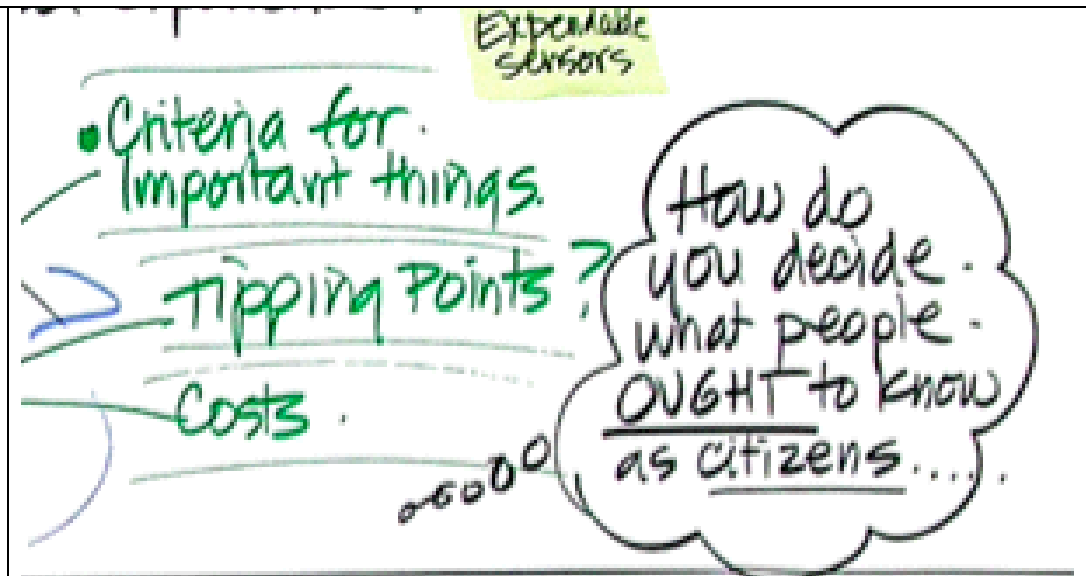 Expendable
sensors
•Criteria for.
Important things.
Tipping Points?
Costs.
How do
you decide.
what people.
OUGHT to know
as citizens.....